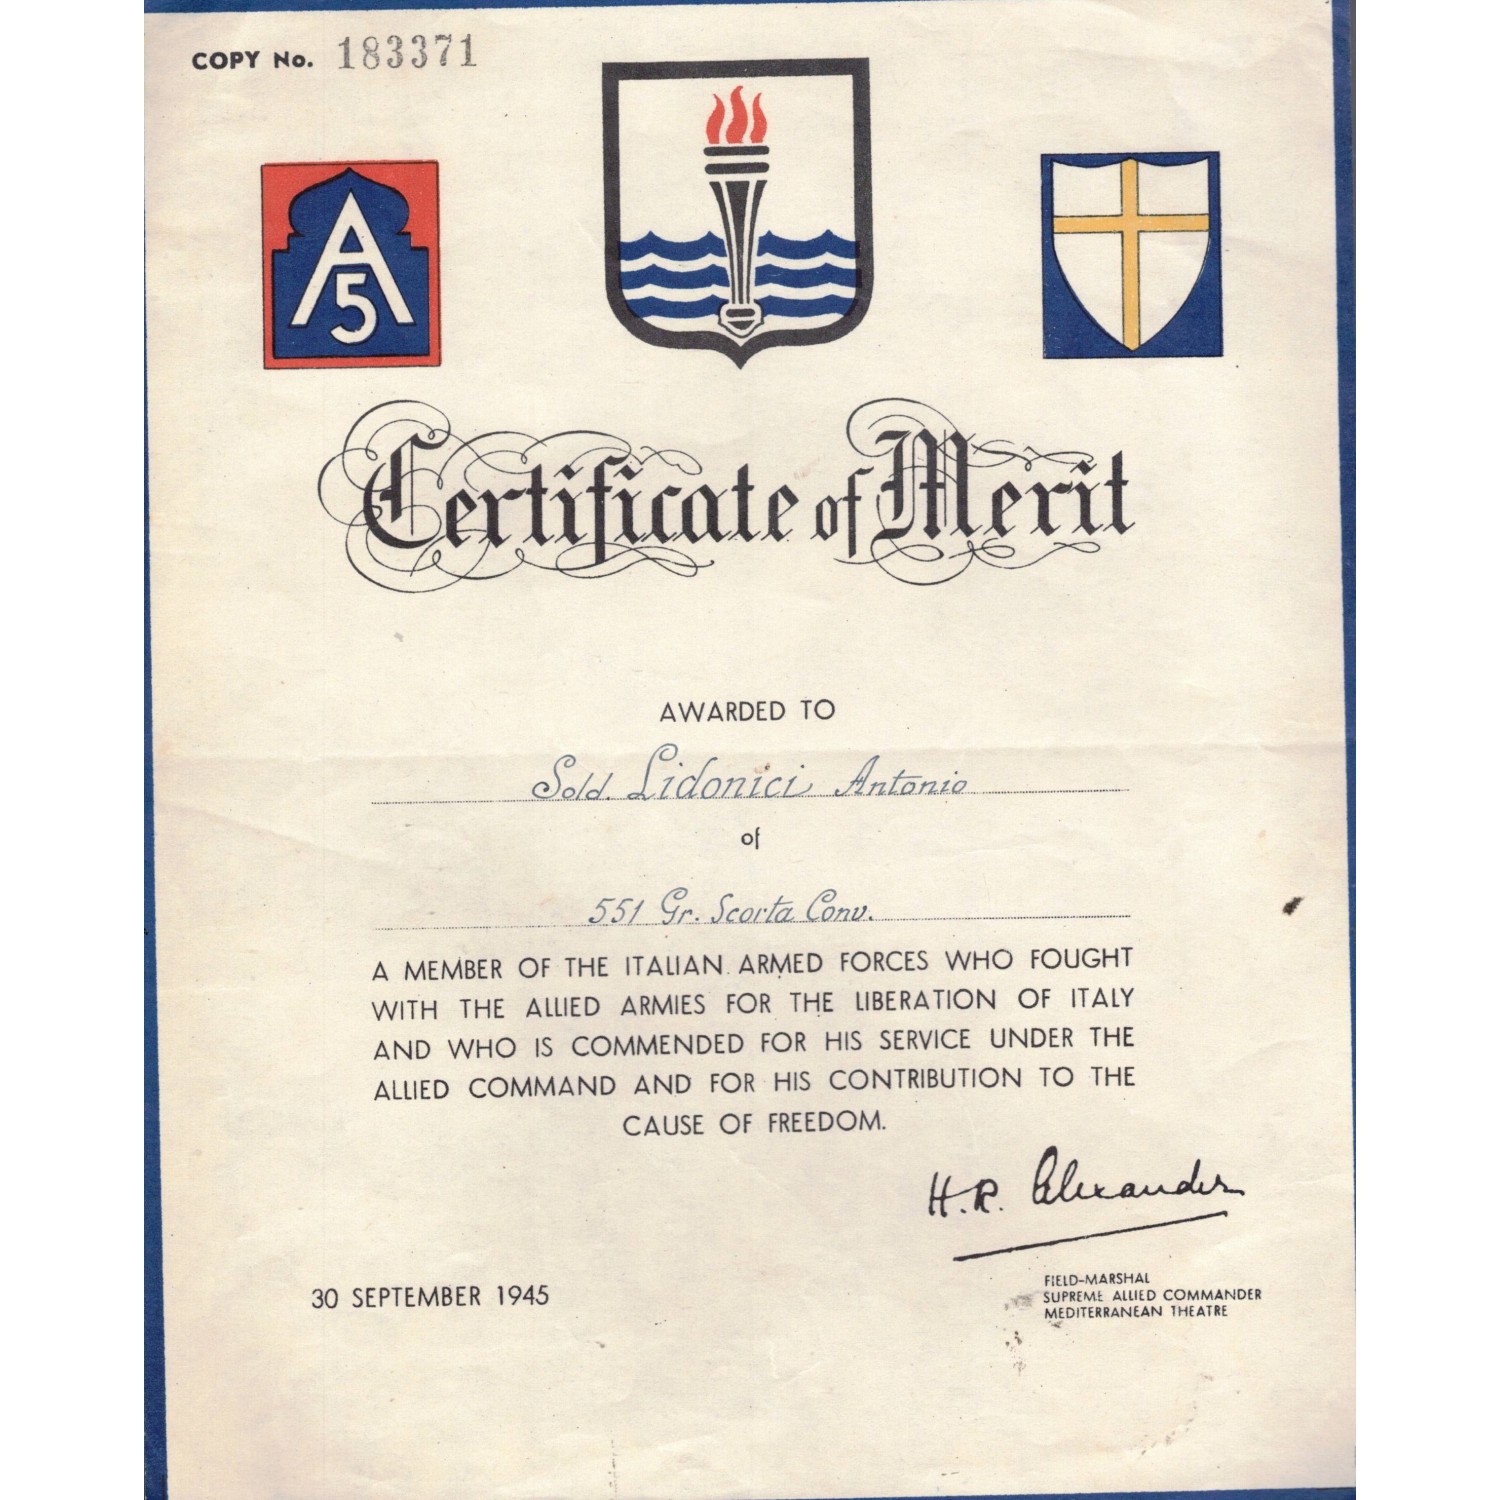 COPY No. 183371
A
5
Certificate of Merit
AWARDED TO
Sold. Lidonici Antonio
of
551 Gr. Scorta Conv.
A MEMBER OF THE ITALIAN ARMED FORCES WHO FOUGHT
WITH THE ALLIED ARMIES FOR THE LIBERATION OF ITALY
AND WHO IS COMMENDED FOR HIS SERVICE UNDER THE
ALLIED COMMAND AND FOR HIS CONTRIBUTION TO THE
CAUSE OF FREEDOM.
H.R. Alexander
30 SEPTEMBER 1945
FIELD-MARSHAL
SUPREME ALLIED COMMANDER
MEDITERRANEAN THEATRE